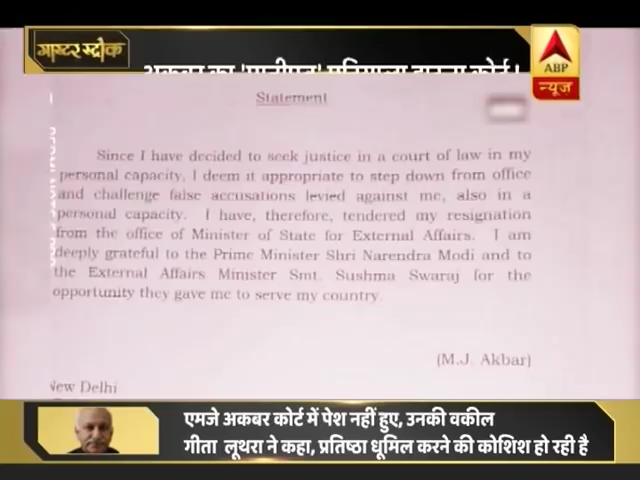 मास्टर स्ट्रोक
ABP
न्यूज़
अकबर का
Statement
Since I have decided to seek justice in a court of law in my
personal capacity, I deem it appropriate to step down from office
and challenge false accusations levied against me, also in a
personal capacity. I have, therefore, tendered my resignation
from the office of Minister of State for External Affairs. I am
deeply grateful to the Prime Minister Shri Narendra Modi and to
the External Affairs Minister Smt. Sushma Swaraj for the
opportunity they gave me to serve my country.
(M.J. Akbar)
New Delhi
एमजे अकबर कोर्ट में पेश नहीं हुए, उनकी वकील
गीता लूथरा ने कहा, प्रतिष्ठा धूमिल करने की कोशिश हो रही है